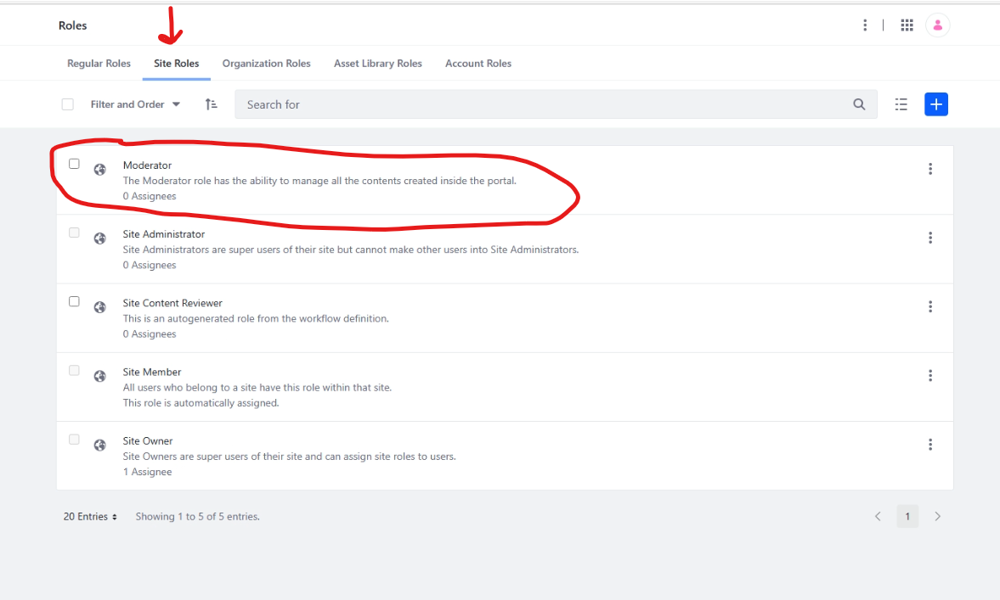 Roles
Regular Roles Site Roles Organization Roles Asset Library Roles Account Roles
Filter and Order Search for
Moderator
The Moderator role has the ability to manage all the contents created inside the portal.
0 Assignees
Site Administrator
Site Administrators are super users of their site but cannot make other users into Site Administrators.
0 Assignees
Site Content Reviewer
This is an autogenerated role from the workflow definition.
0 Assignees
Site Member
All users who belong to a site have this role within that site.
This role is automatically assigned.
Site Owner
Site Owners are super users of their site and can assign site roles to users.
1 Assignee
20 Entries Showing 1 to 5 of 5 entries. 1